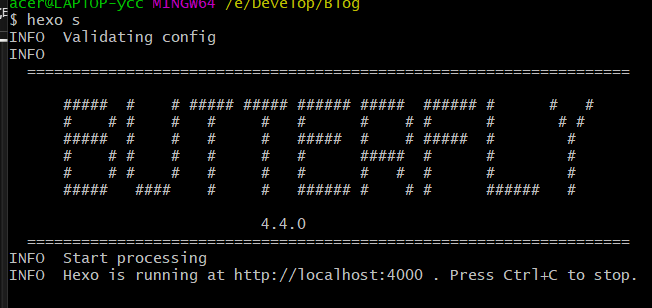 acer@LAPTOP-ycc MINGW64 /e/Develop/Blog
$ hexo s
INFO  Validating config
INFO
===================================================================
BUTTERFLY
4.4.0
===================================================================
INFO  Start processing
INFO  Hexo is running at http://localhost:4000 . Press Ctrl+C to stop.